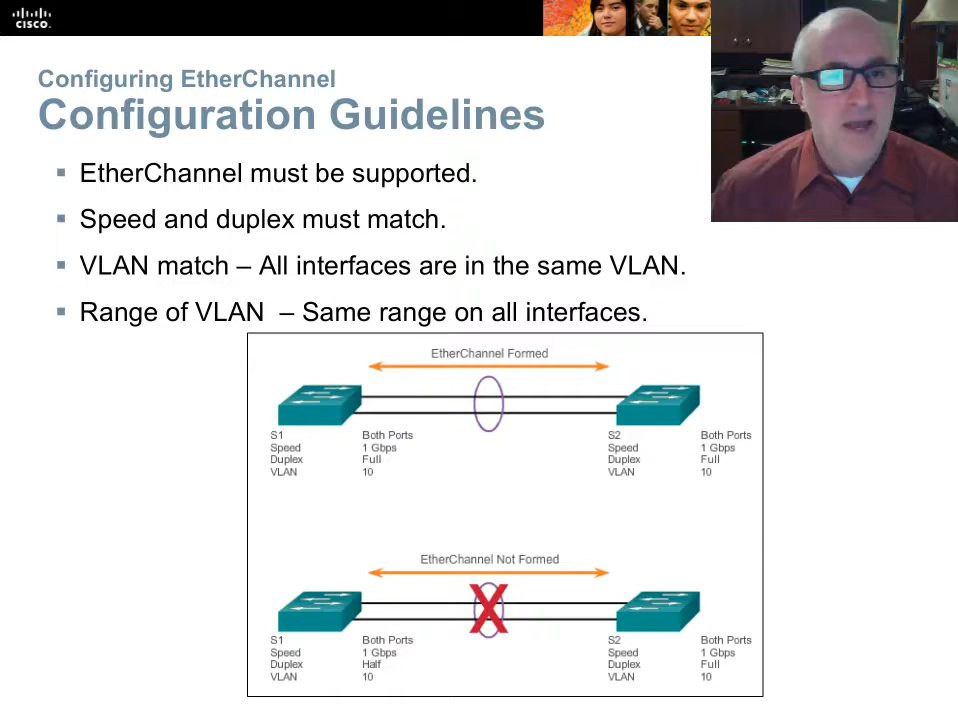 CISCO.
Configuring EtherChannel
Configuration Guidelines
EtherChannel must be supported.
Speed and duplex must match.
VLAN match – All interfaces are in the same VLAN.
Range of VLAN – Same range on all interfaces.
EtherChannel Formed
S1 Both Ports
Speed 1 Gbps
Duplex Full
VLAN 10
S2 Both Ports
Speed 1 Gbps
Duplex Full
VLAN 10
EtherChannel Not Formed
X
S1 Both Ports
Speed 1 Gbps
Duplex Half
VLAN 10
S2 Both Ports
Speed 1 Gbps
Duplex Full
VLAN 10